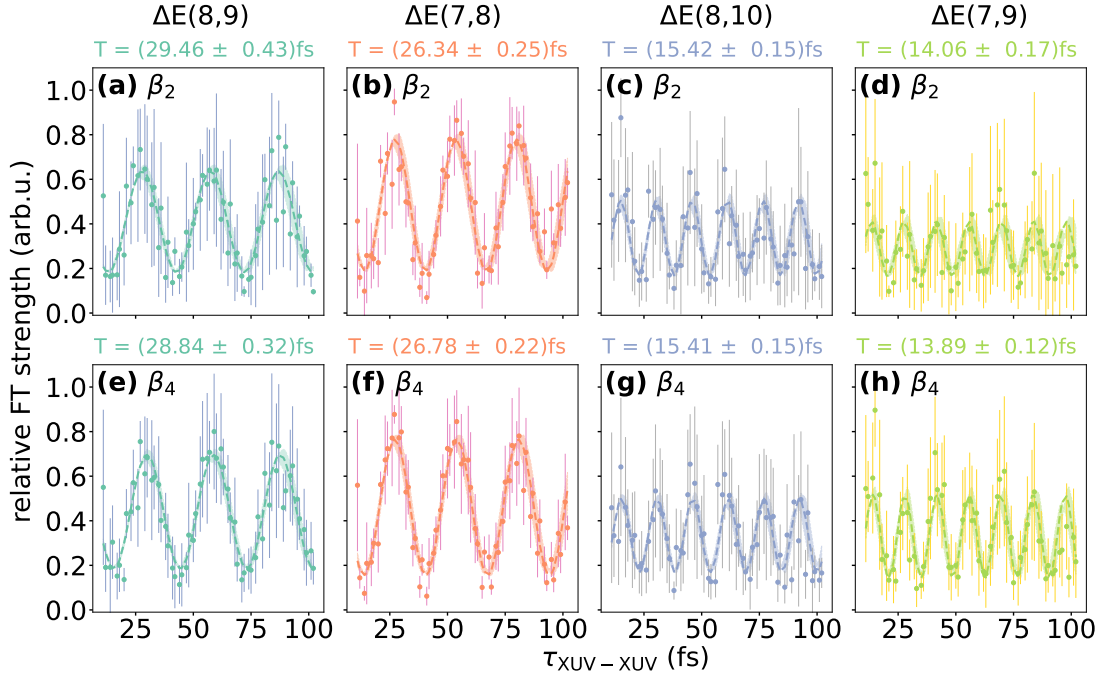 ΔE(8,9) ΔE(7,8) ΔE(8,10) ΔE(7,9)
T = (29.46 ± 0.43)fs T = (26.34 ± 0.25)fs T = (15.42 ± 0.15)fs T = (14.06 ± 0.17)fs
(a) β₂ (b) β₂ (c) β₂ (d) β₂
1.0
0.8
0.6
0.4
0.2
0.0
T = (28.84 ± 0.32)fs T = (26.78 ± 0.22)fs T = (15.41 ± 0.15)fs T = (13.89 ± 0.12)fs
(e) β₄ (f) β₄ (g) β₄ (h) β₄
1.0
0.8
0.6
0.4
0.2
0.0
relative FT strength (arb.u.)
25 50 75 100 25 50 75 100 25 50 75 100 25 50 75 100
τXUV − XUV (fs)